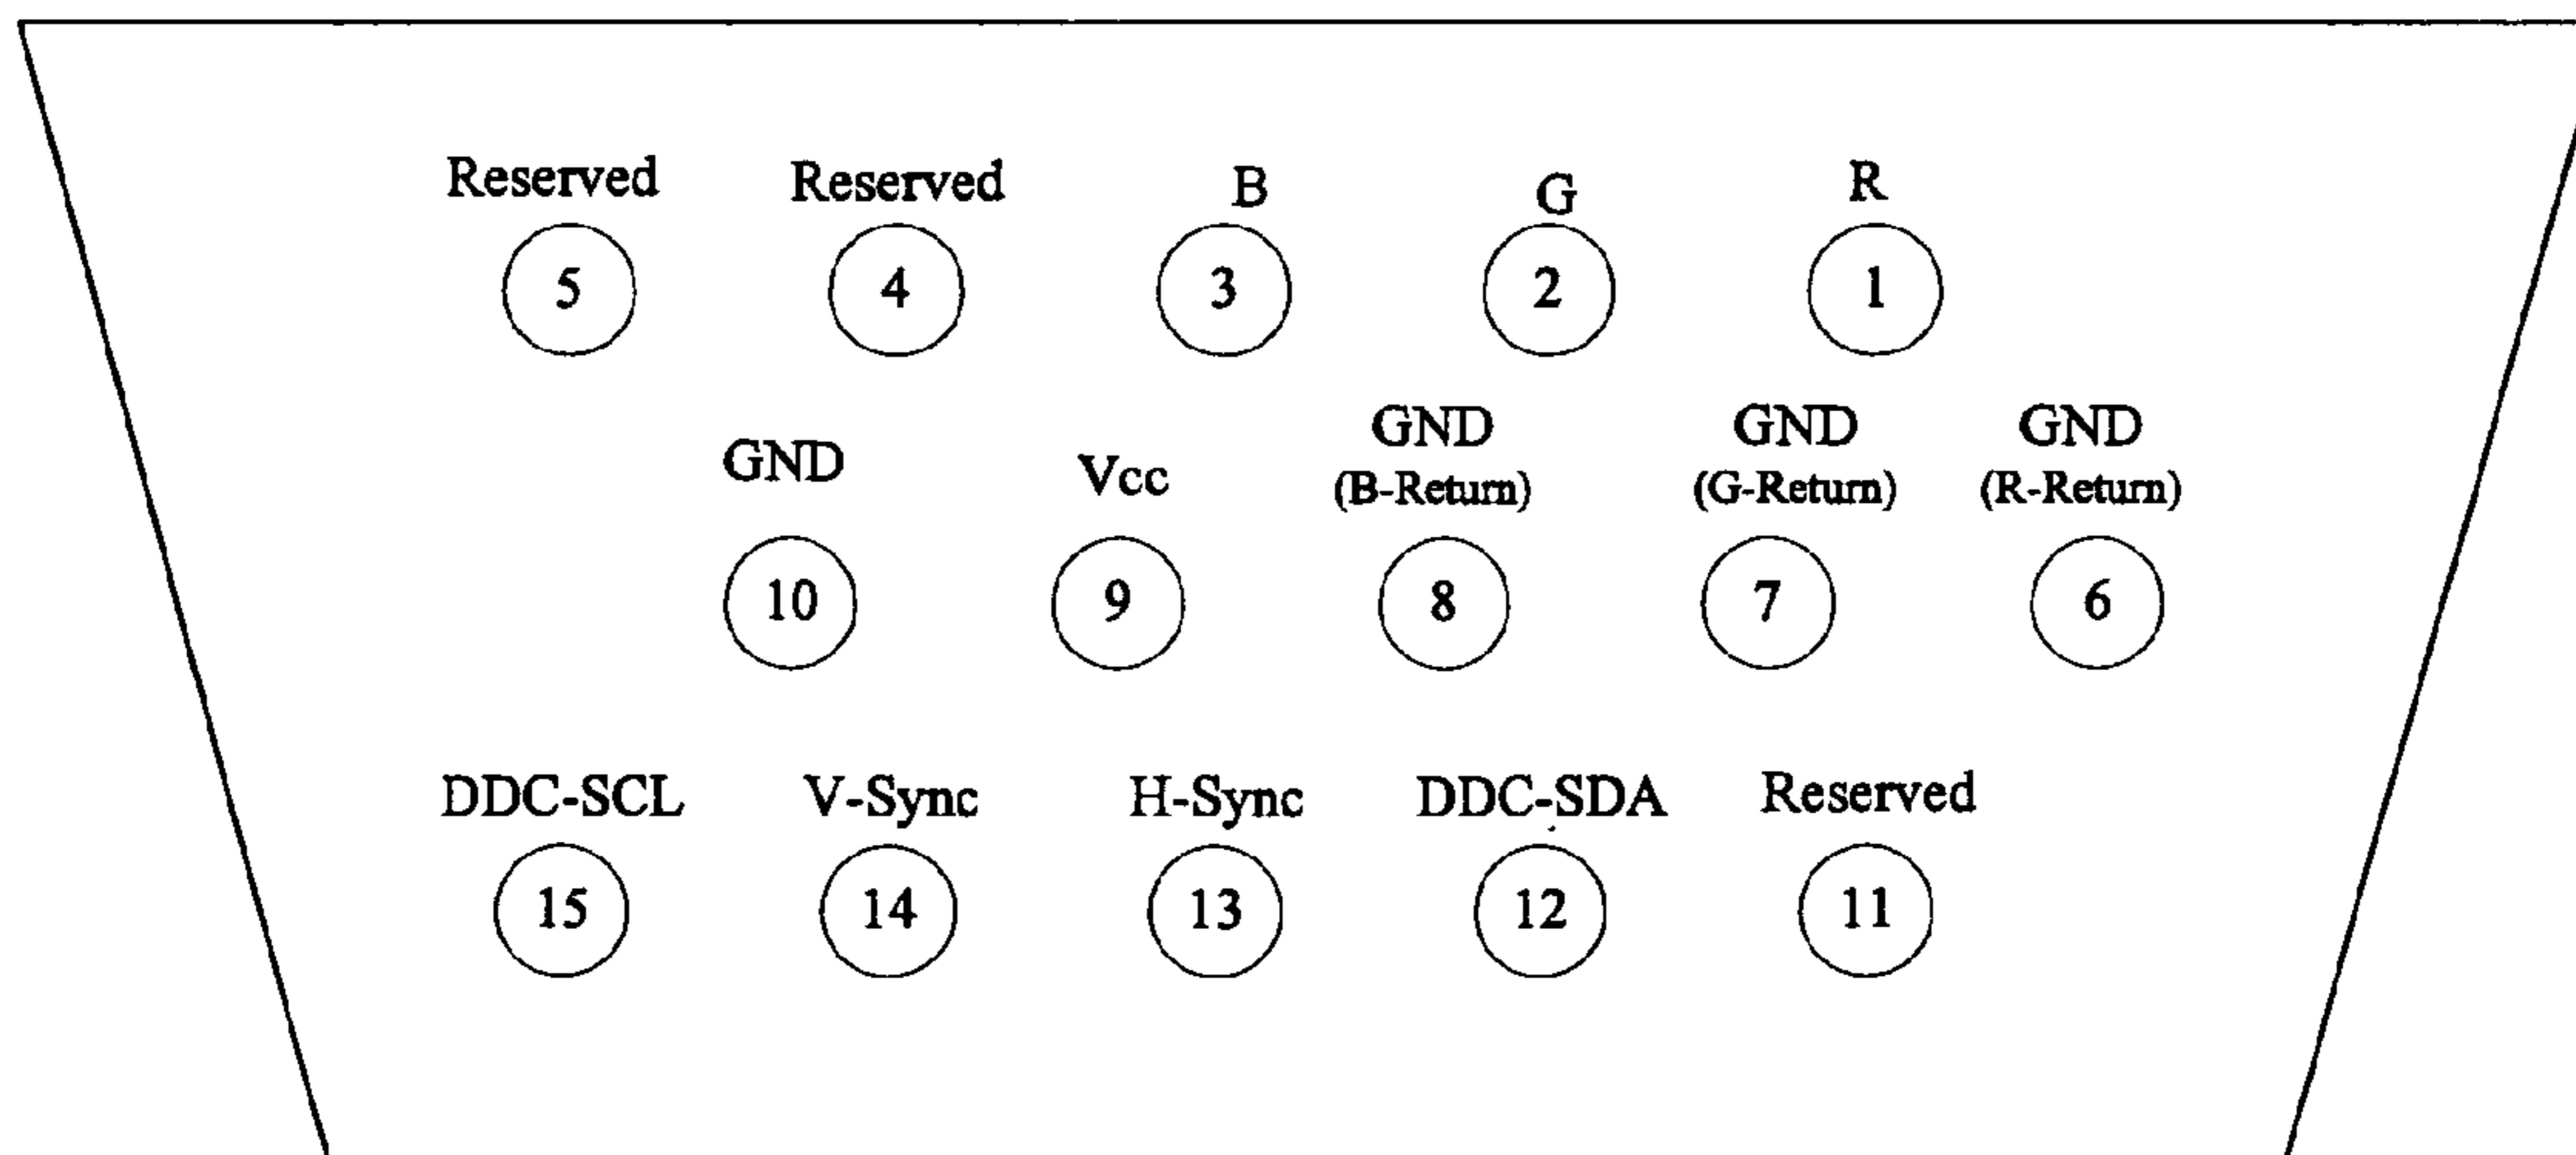 Reserved Reserved B G R
5 4 3 2 1
GND Vcc GND (B-Return) GND (G-Return) GND (R-Return)
10 9 8 7 6
DDC-SCL V-Sync H-Sync DDC-SDA Reserved
15 14 13 12 11